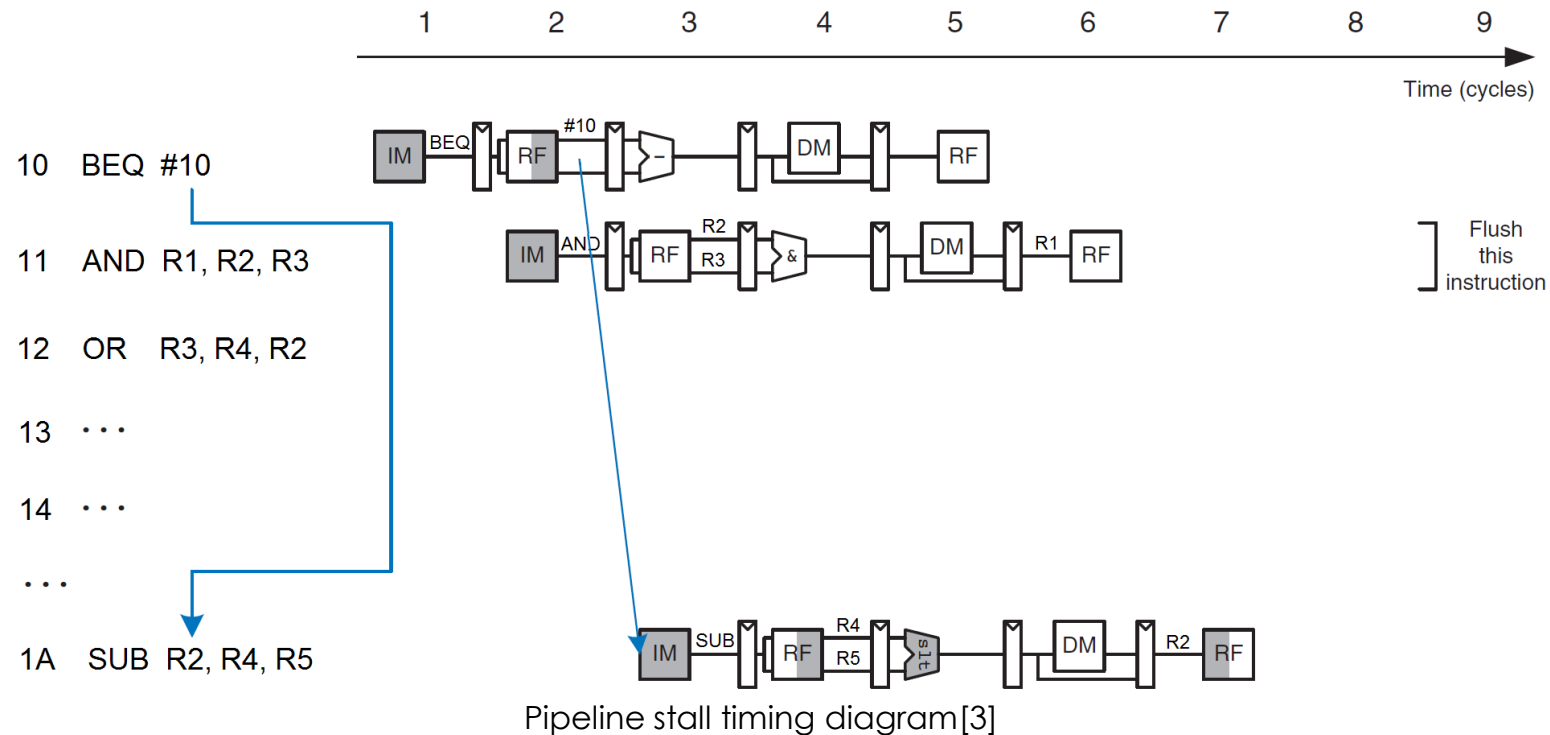 1 2 3 4 5 6 7 8 9
Time (cycles)
10 BEQ #10
IM BEQ RF #10 − DM RF
11 AND R1, R2, R3
IM AND RF R2 R3 & DM R1 RF
Flush
this
instruction
12 OR R3, R4, R2
13 · · ·
14 · · ·
· · ·
1A SUB R2, R4, R5
IM SUB RF R4 R5 slt DM R2 RF
Pipeline stall timing diagram[3]